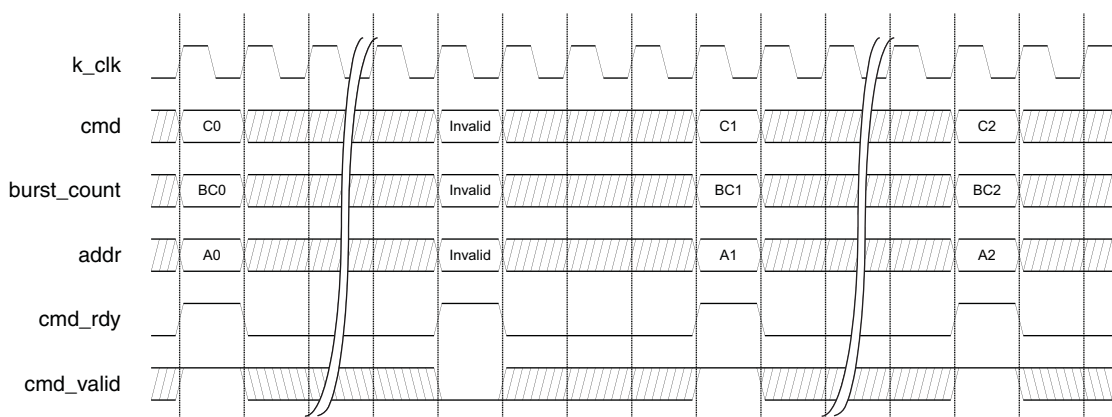 k_clk
cmd C0 Invalid C1 C2
burst_count BC0 Invalid BC1 BC2
addr A0 Invalid A1 A2
cmd_rdy
cmd_valid